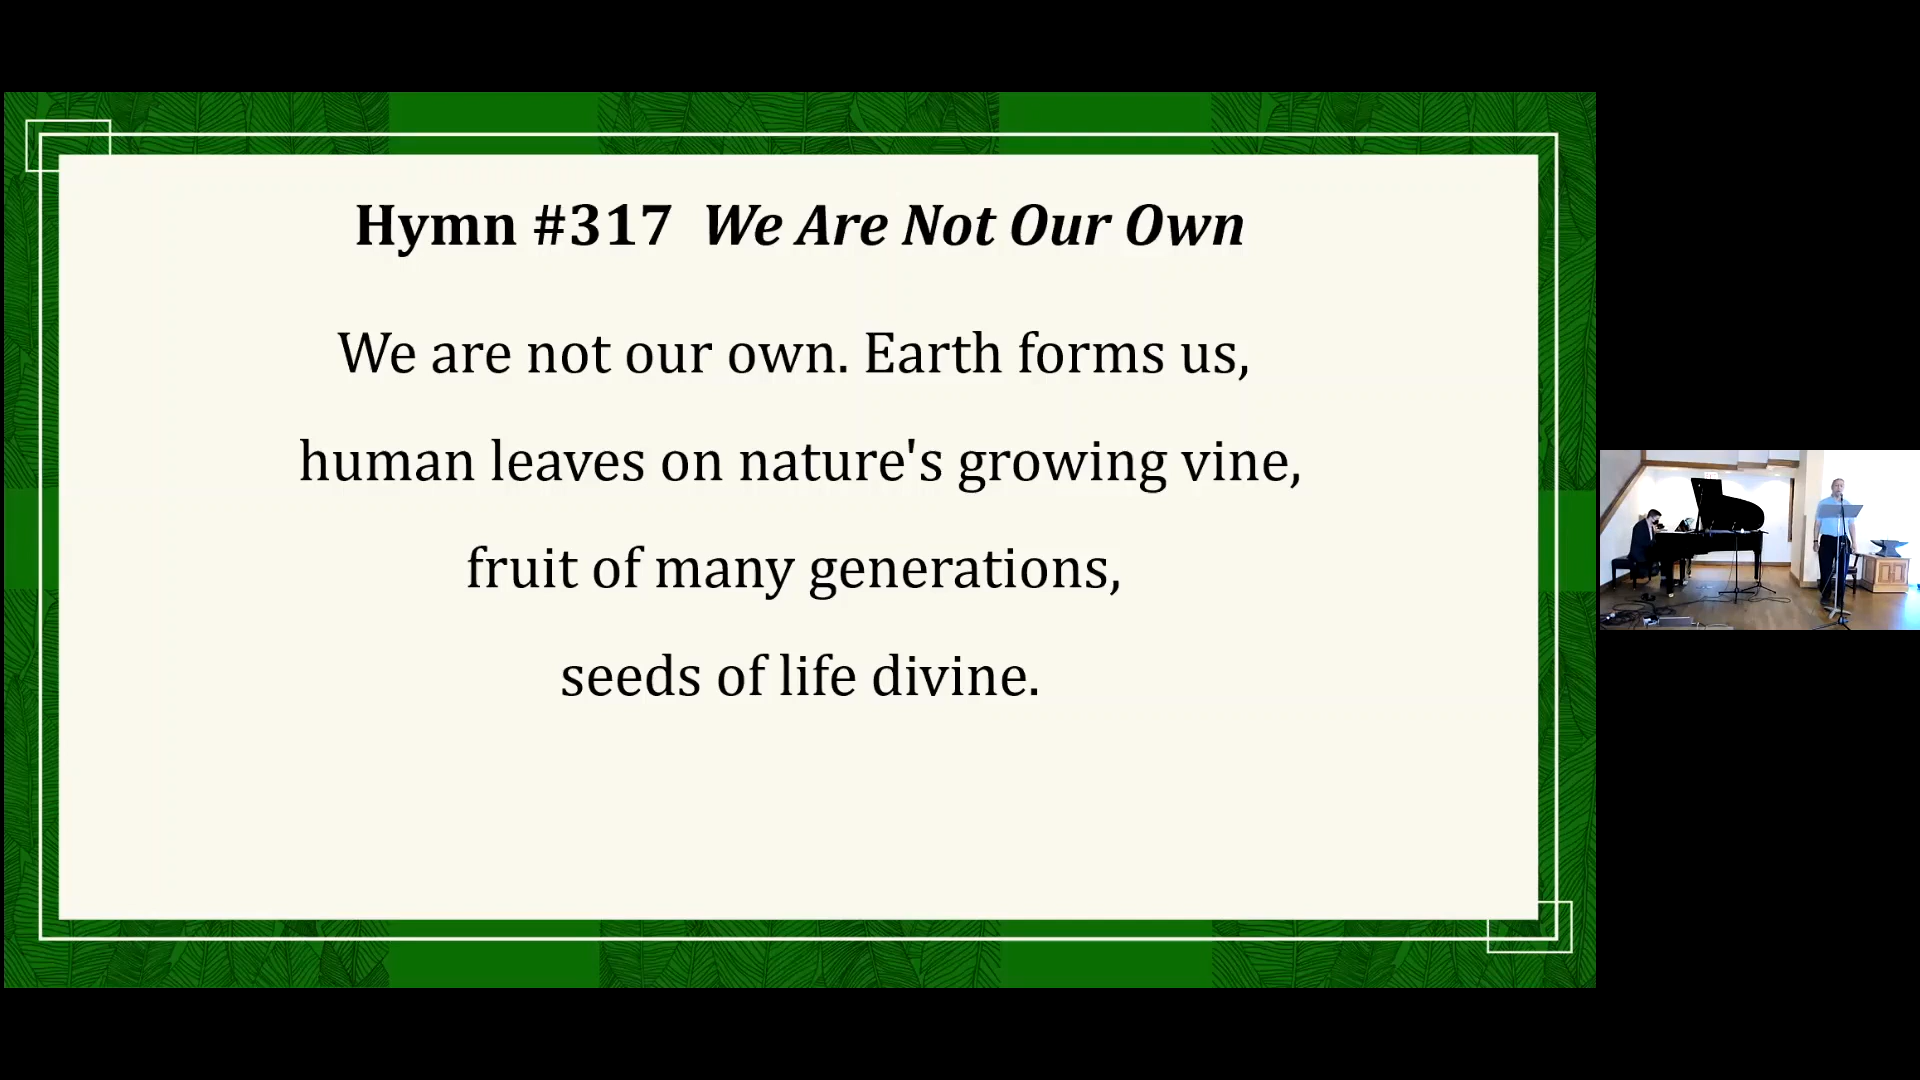 Hymn #317 We Are Not Our Own
We are not our own. Earth forms us,
human leaves on nature's growing vine,
fruit of many generations,
seeds of life divine.